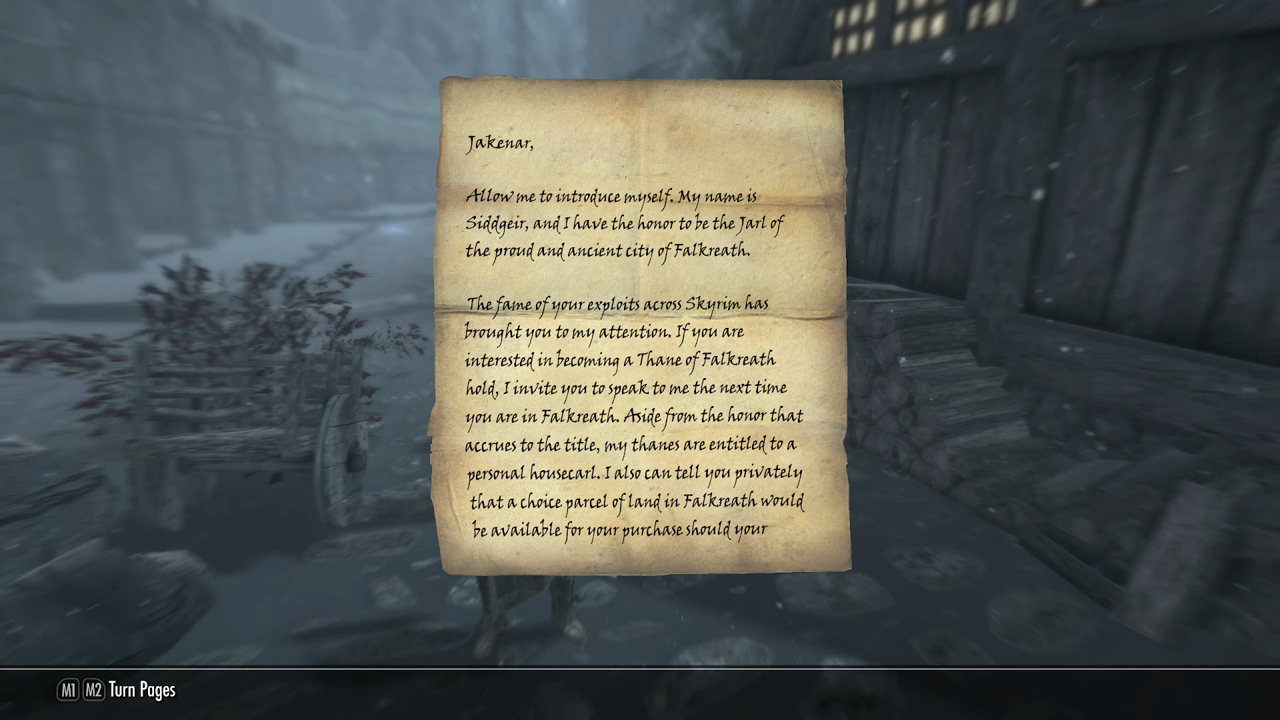 Jakenar,
Allow me to introduce myself. My name is
Siddgeir, and I have the honor to be the Jarl of
the proud and ancient city of Falkreath.
The fame of your exploits across Skyrim has
brought you to my attention. If you are
interested in becoming a Thane of Falkreath
hold, I invite you to speak to me the next time
you are in Falkreath. Aside from the honor that
accrues to the title, my thanes are entitled to a
personal housecarl. I also can tell you privately
that a choice parcel of land in Falkreath would
be available for your purchase should your
M1 M2 Turn Pages